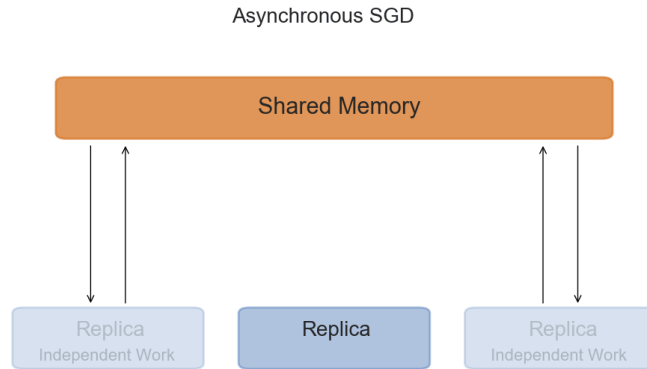 Asynchronous SGD
Shared Memory
Replica
Independent Work
Replica
Replica
Independent Work